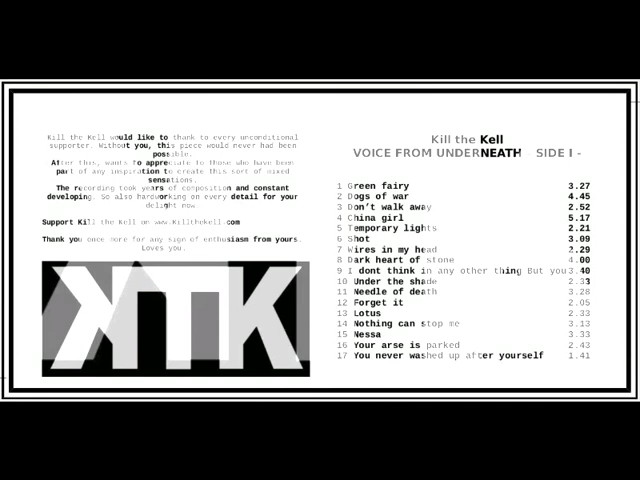 Kill the Kell would like to thank to every unconditional
supporter. Without you, this piece would never had been
possible.
After this, wants to appreciate to those who have been
part of any inspiration to create this sort of mixed
sensations.
The recording took years of composition and constant
developing. So also hardworking on every detail for your
delight now.
Support Kill the Kell on www.Killthekell.com
Thank you once more for any sign of enthusiasm from yours.
Loves you.
KTK
Kill the Kell
VOICE FROM UNDERNEATH - SIDE I -
1 Green fairy 3.27
2 Dogs of war 4.45
3 Don't walk away 2.52
4 China girl 5.17
5 Temporary lights 2.21
6 Shot 3.09
7 Wires in my head 2.29
8 Dark heart of stone 4.00
9 I dont think in any other thing But you 3.40
10 Under the shade 2.33
11 Needle of death 3.28
12 Forget it 2.05
13 Lotus 2.33
14 Nothing can stop me 3.13
15 Nessa 3.33
16 Your arse is parked 2.43
17 You never washed up after yourself 1.41